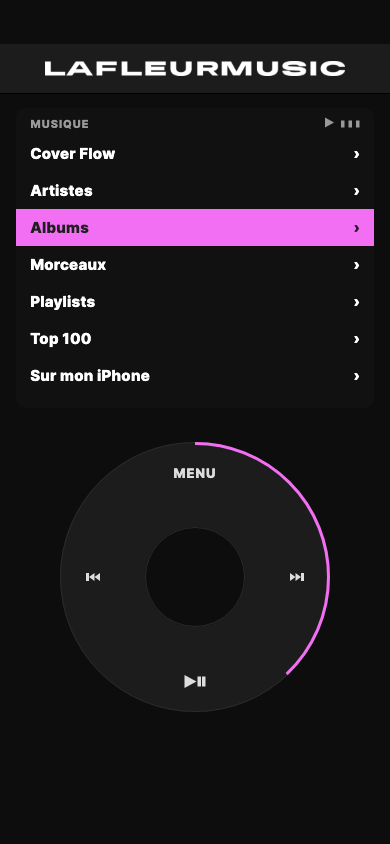 LAFLEURMUSIC
MUSIQUE
Cover Flow ›
Artistes ›
Albums ›
Morceaux ›
Playlists ›
Top 100 ›
Sur mon iPhone ›
MENU